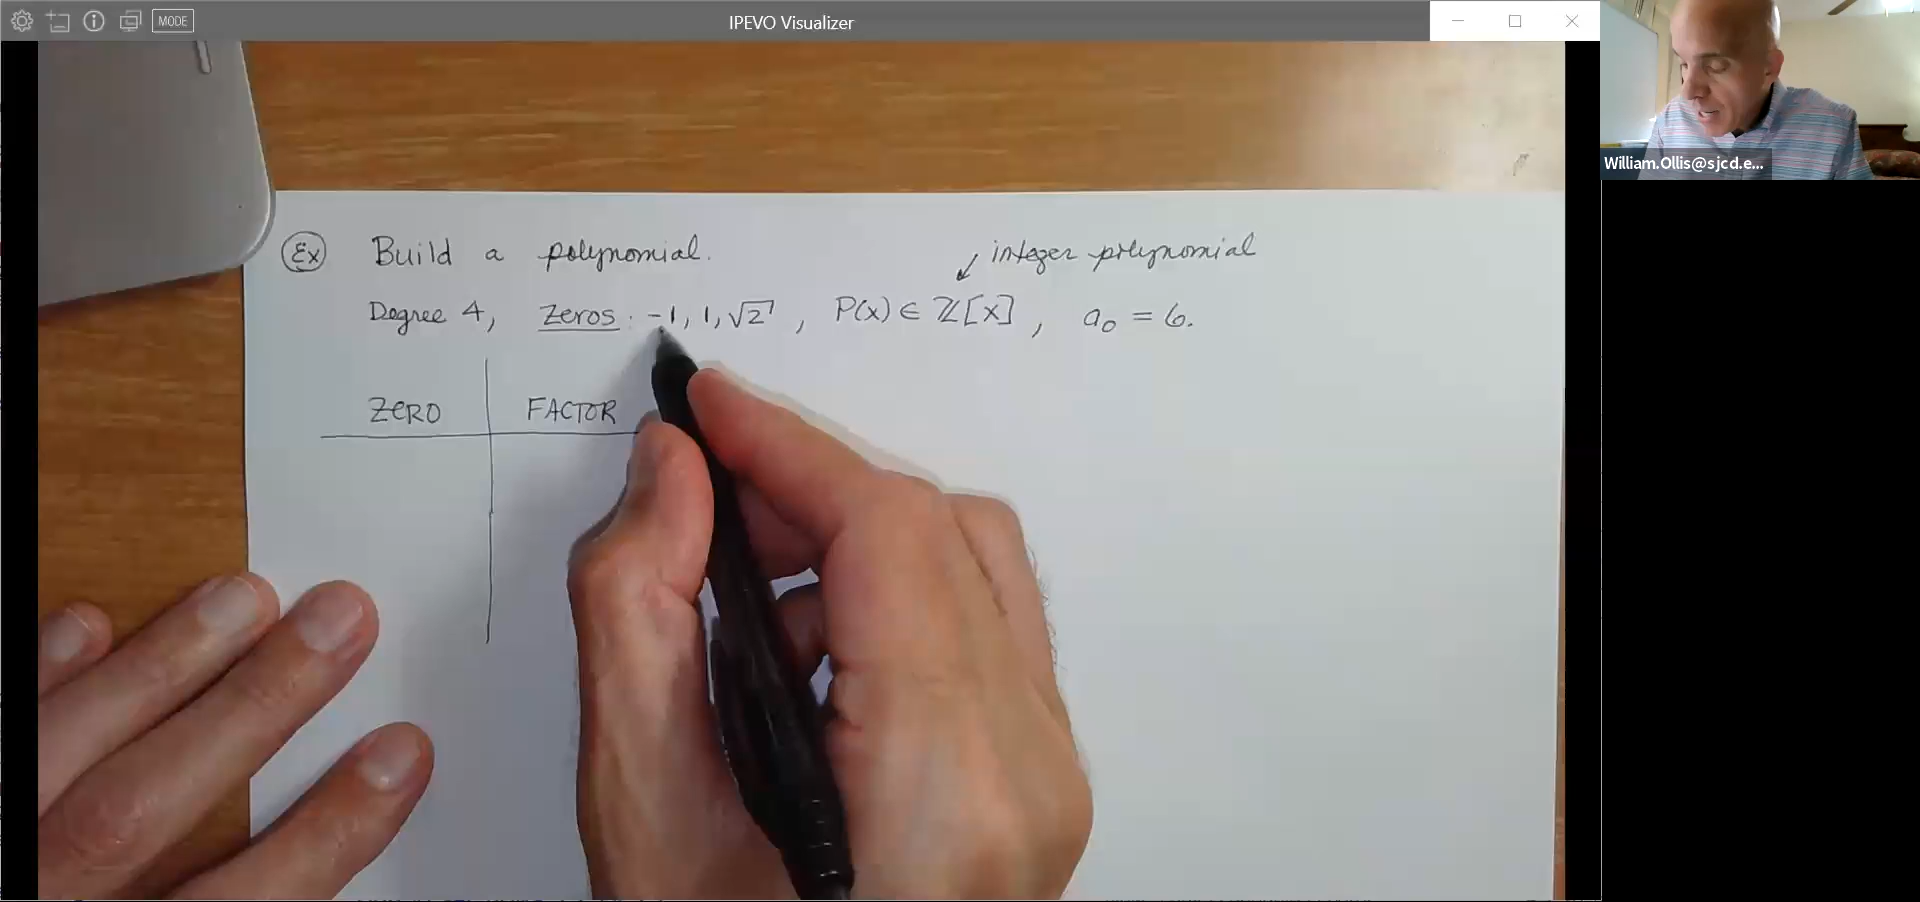 MODE
IPEVO Visualizer
William.Ollis@sjcd.e...
Ex Build a polynomial.
integer polynomial
Degree 4, Zeros: -1, 1, √2, P(x) ∈ ℤ[x], a₀ = 6.
ZERO FACTOR